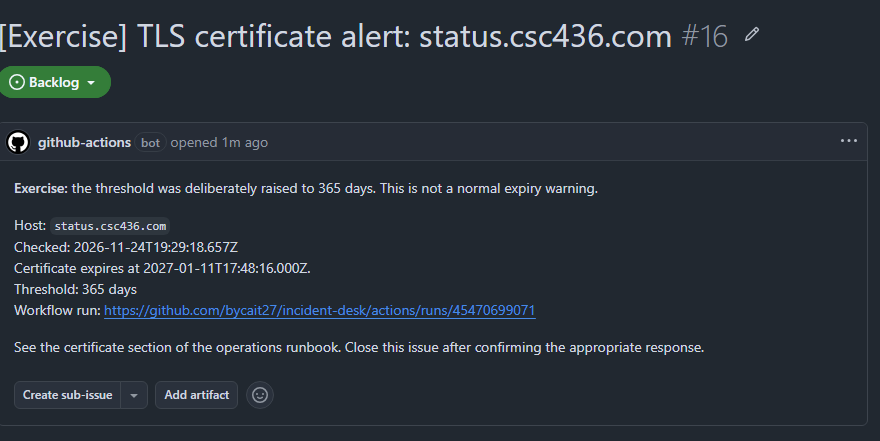 [Exercise] TLS certificate alert: status.csc436.com #16
Backlog
github-actions bot opened 1m ago
Exercise: the threshold was deliberately raised to 365 days. This is not a normal expiry warning.
Host: status.csc436.com
Checked: 2026-11-24T19:29:18.657Z
Certificate expires at 2027-01-11T17:48:16.000Z.
Threshold: 365 days
Workflow run: https://github.com/bycait27/incident-desk/actions/runs/45470699071
See the certificate section of the operations runbook. Close this issue after confirming the appropriate response.
Create sub-issue
Add artifact